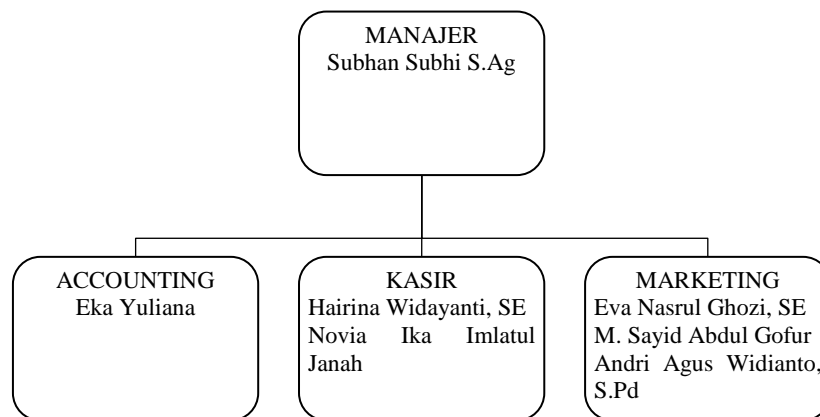 MANAJER
Subhan Subhi S.Ag
ACCOUNTING
Eka Yuliana
KASIR
Hairina Widayanti, SE
Novia Ika Imlatul
Janah
MARKETING
Eva Nasrul Ghozi, SE
M. Sayid Abdul Gofur
Andri Agus Widianto,
S.Pd